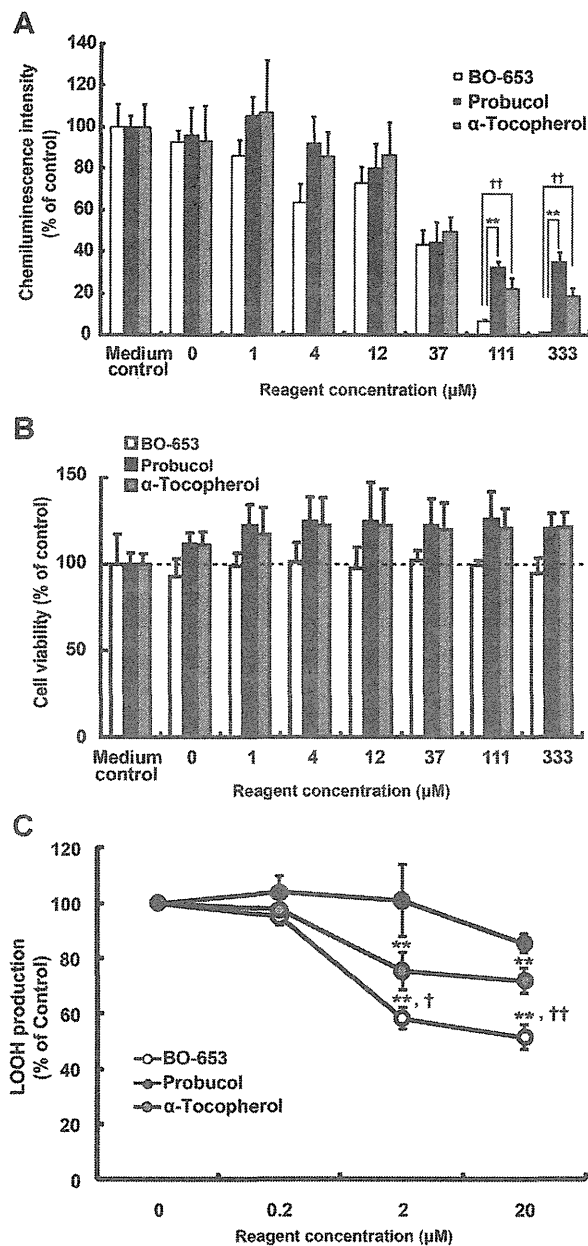 A
Chemiluminescence intensity
(% of control)
140
120
100
80
60
40
20
0
BO-653
Probucol
α-Tocopherol
†† ††
** **
Medium control 0 1 4 12 37 111 333
Reagent concentration (µM)
B
Cell viability (% of control)
BO-653
Probucol
α-Tocopherol
150
100
50
0
Medium control 0 1 4 12 37 111 333
Reagent concentration (µM)
C
LOOH production
(% of Control)
120
100
80
60
40
20
0
** **
**, † **, ††
BO-653
Probucol
α-Tocopherol
0 0.2 2 20
Reagent concentration (µM)